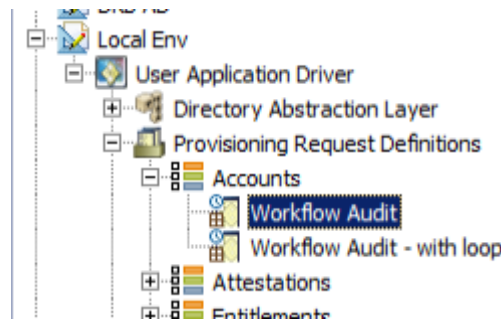 Local Env
User Application Driver
Directory Abstraction Layer
Provisioning Request Definitions
Accounts
Workflow Audit
Workflow Audit - with loop
Attestations
Entitlements